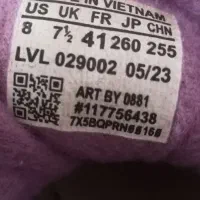 IN VIETNAM
US UK FR JP CHN
8 7½ 41 260 255
LVL 029002 05/23
ART BY 0881
#117756438